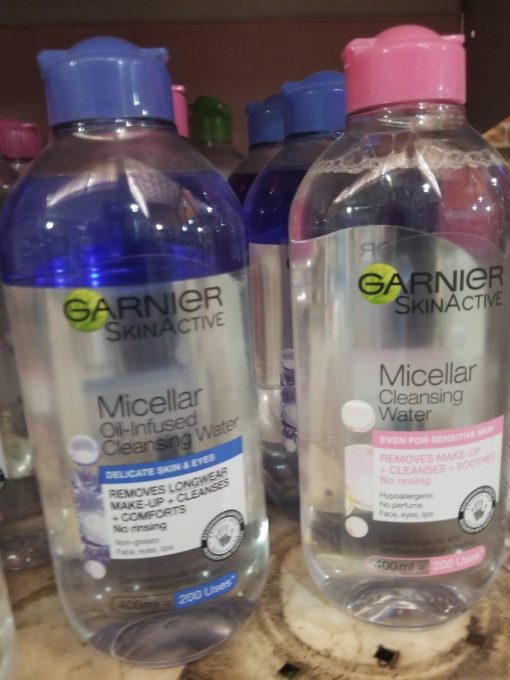 GARNIER
SKINACTIVE
Micellar
Oil-Infused
Cleansing Water
DELICATE SKIN & EYES
REMOVES LONGWEAR
MAKE-UP + CLEANSES
+ COMFORTS
No rinsing
Non-greasy
Face, eyes, lips
400ml = 200 Uses*
GARNIER
SKINACTIVE
Micellar
Cleansing
Water
EVEN FOR SENSITIVE SKIN
REMOVES MAKE-UP
+ CLEANSES + SOOTHES
No rinsing
Hypoallergenic
No perfume
Face, eyes, lips
400ml = 200 Uses*